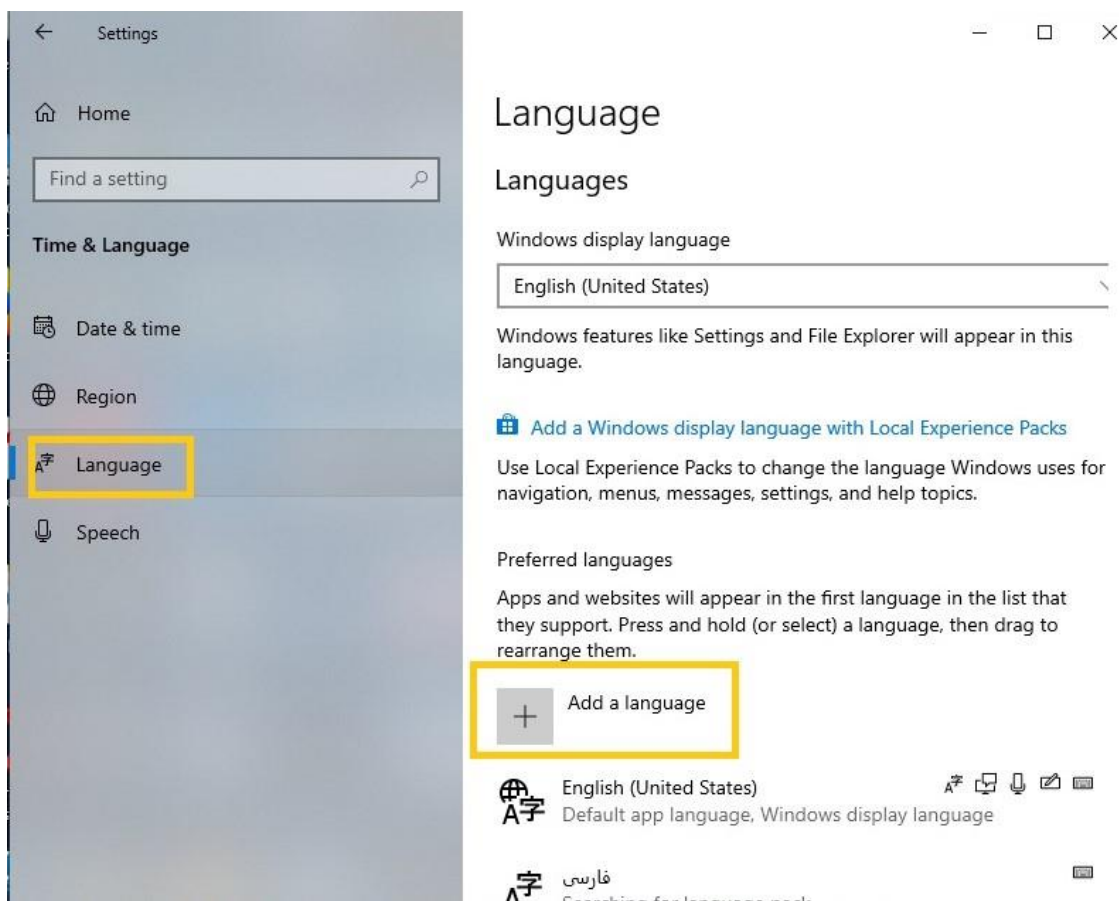 Settings
Home
Find a setting
Time & Language
Date & time
Region
Language
Speech
Language
Languages
Windows display language
English (United States)
Windows features like Settings and File Explorer will appear in this
language.
Add a Windows display language with Local Experience Packs
Use Local Experience Packs to change the language Windows uses for
navigation, menus, messages, settings, and help topics.
Preferred languages
Apps and websites will appear in the first language in the list that
they support. Press and hold (or select) a language, then drag to
rearrange them.
Add a language
English (United States)
Default app language, Windows display language
فارسی
Searching for language pack